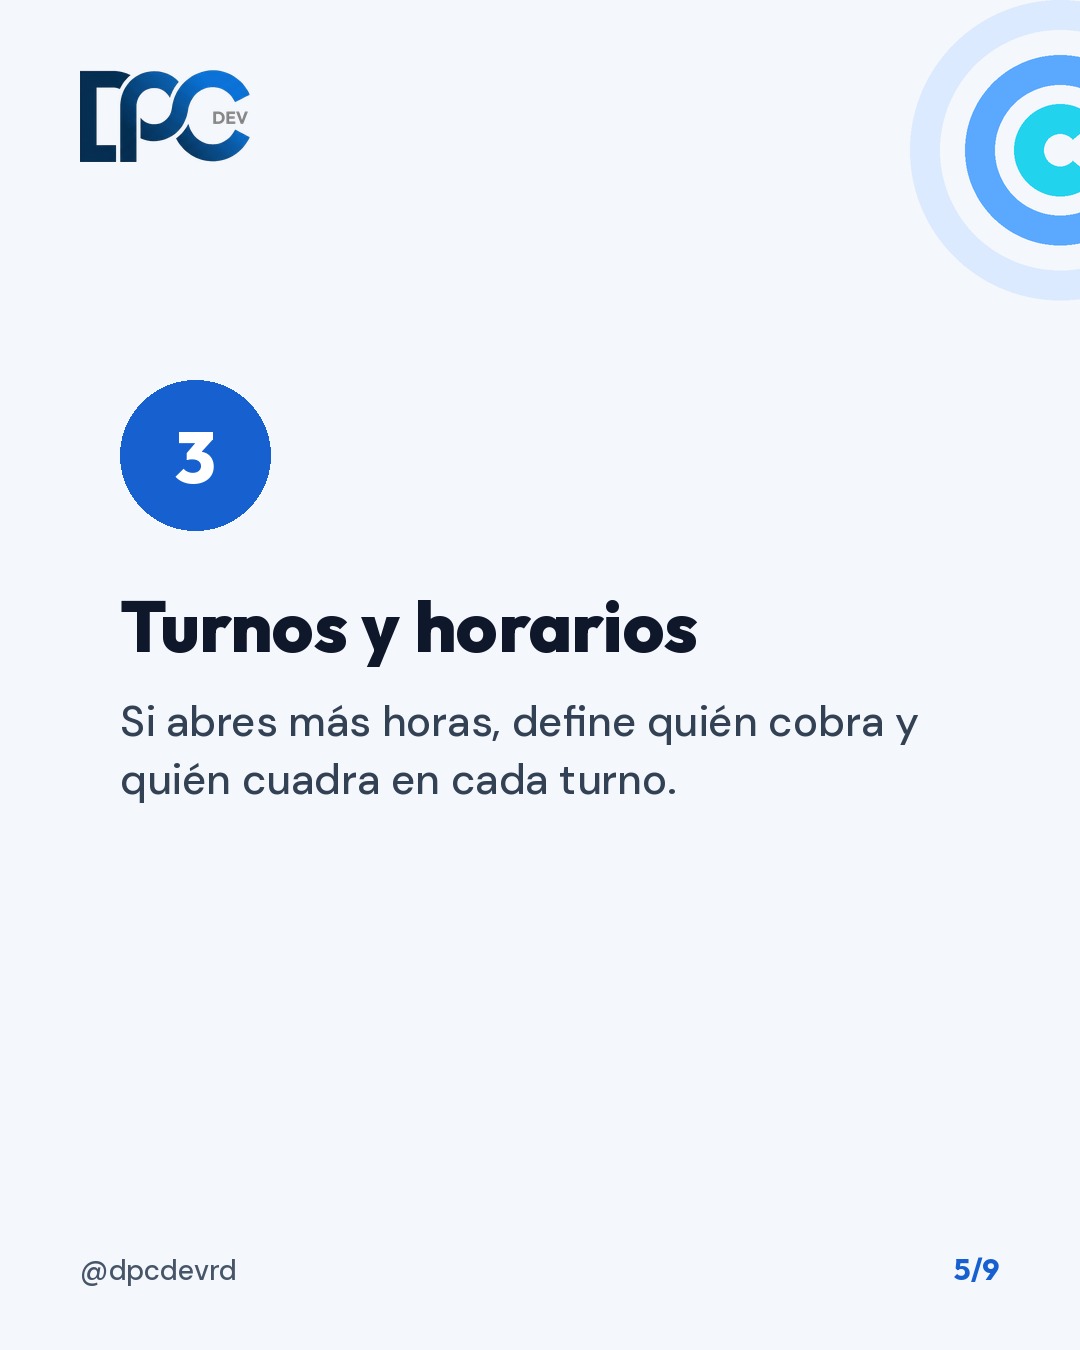 DPC
DEV
3
Turnos y horarios
Si abres más horas, define quién cobra y
quién cuadra en cada turno.
@dpcdevrd
5/9